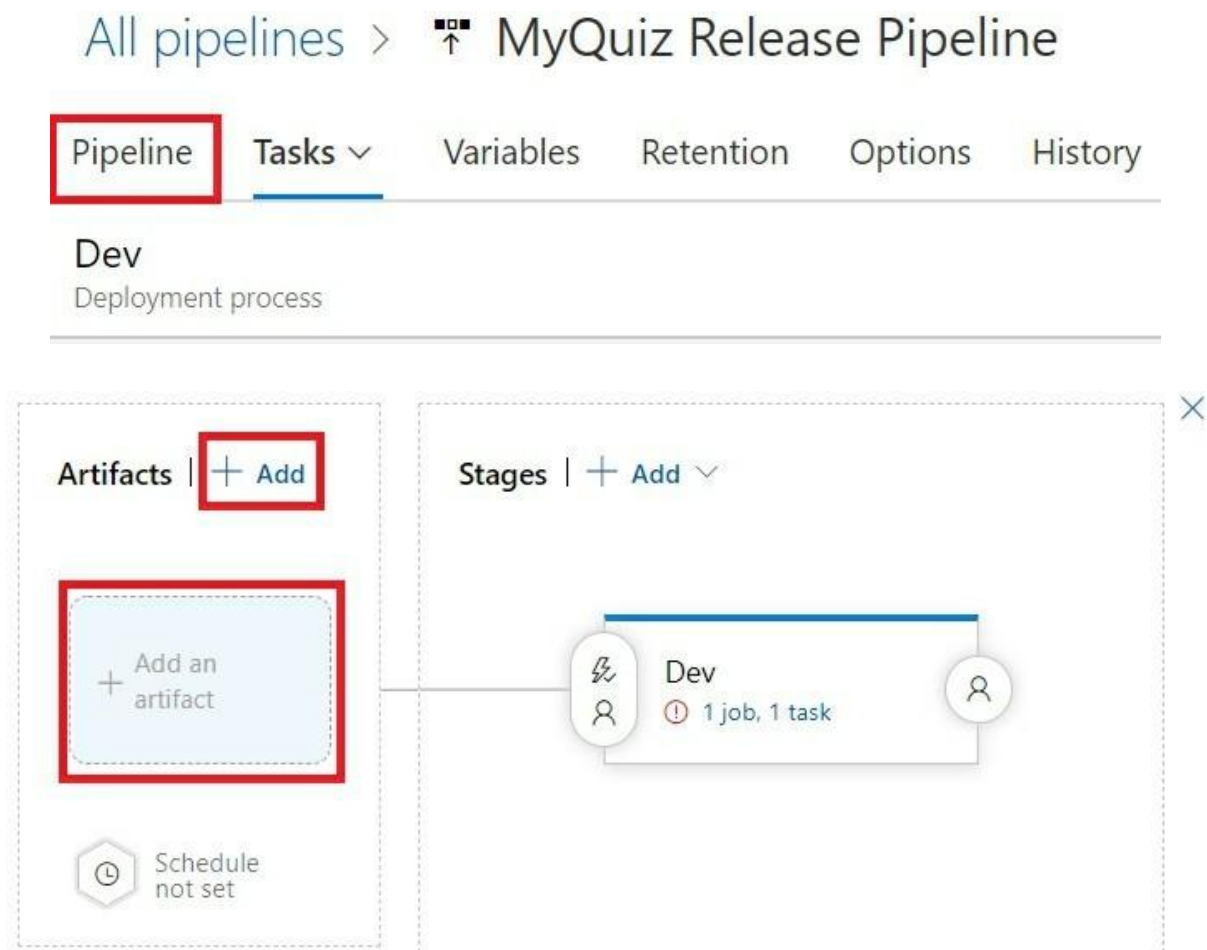 All pipelines > MyQuiz Release Pipeline
Pipeline Tasks Variables Retention Options History
Dev
Deployment process
Artifacts | + Add
Stages | + Add
+ Add an
artifact
Dev
1 job, 1 task
Schedule
not set